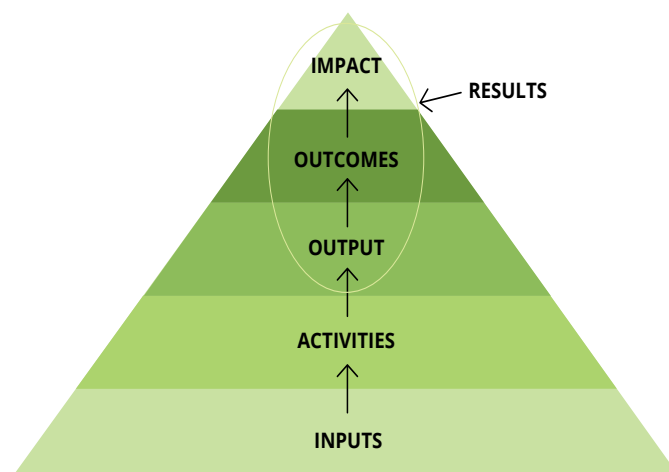 IMPACT
RESULTS
OUTCOMES
OUTPUT
ACTIVITIES
INPUTS